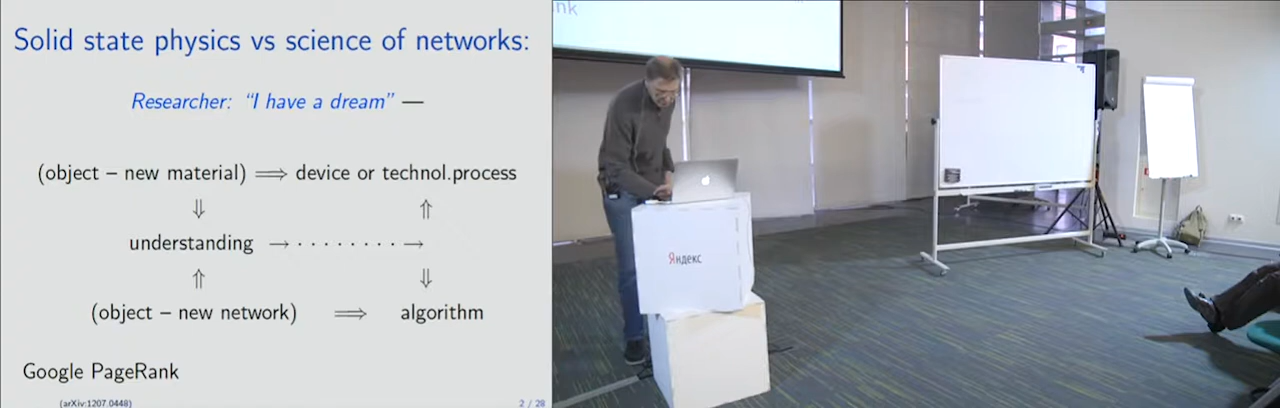 Solid state physics vs science of networks:
Researcher: "I have a dream" —
(object – new material) ⟹ device or technol.process
⇓ ⇑
understanding → · · · · · · · · →
⇑ ⇓
(object – new network) ⟹ algorithm
Google PageRank
(arXiv:1207.0448)
2 / 28
nk
Яндекс